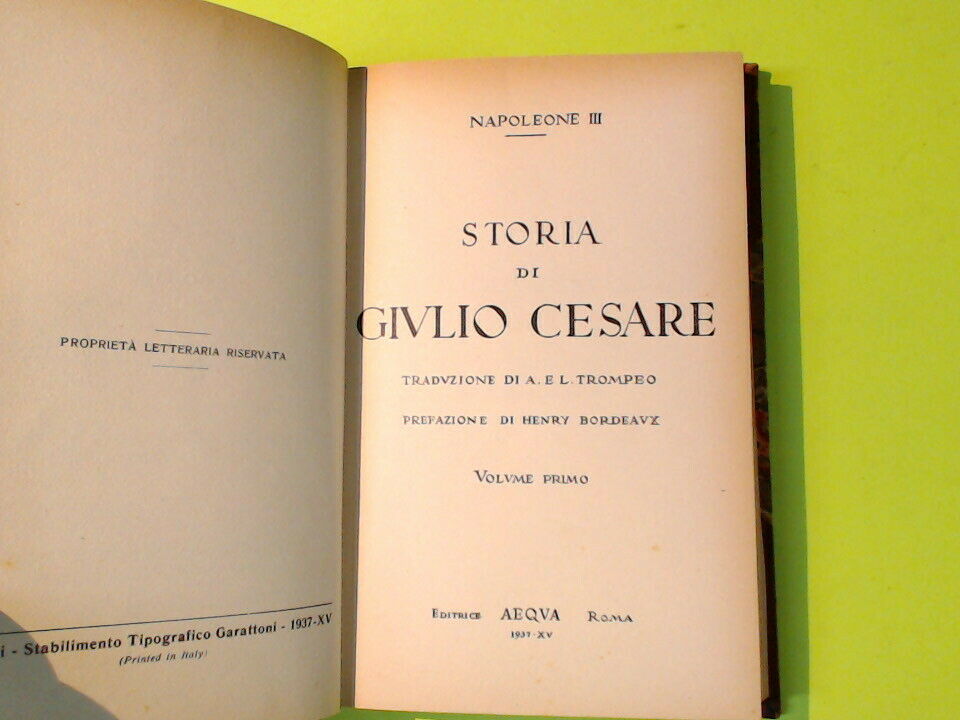 PROPRIETÀ LETTERARIA RISERVATA
i - Stabilimento Tipografico Garattoni - 1937-XV
(Printed in Italy)
NAPOLEONE III
STORIA
DI
GIVLIO CESARE
TRADVZIONE DI A. E L. TROMPEO
PREFAZIONE DI HENRY BORDEAVX
VOLVME PRIMO
EDITRICE AEQVA ROMA
1937-XV